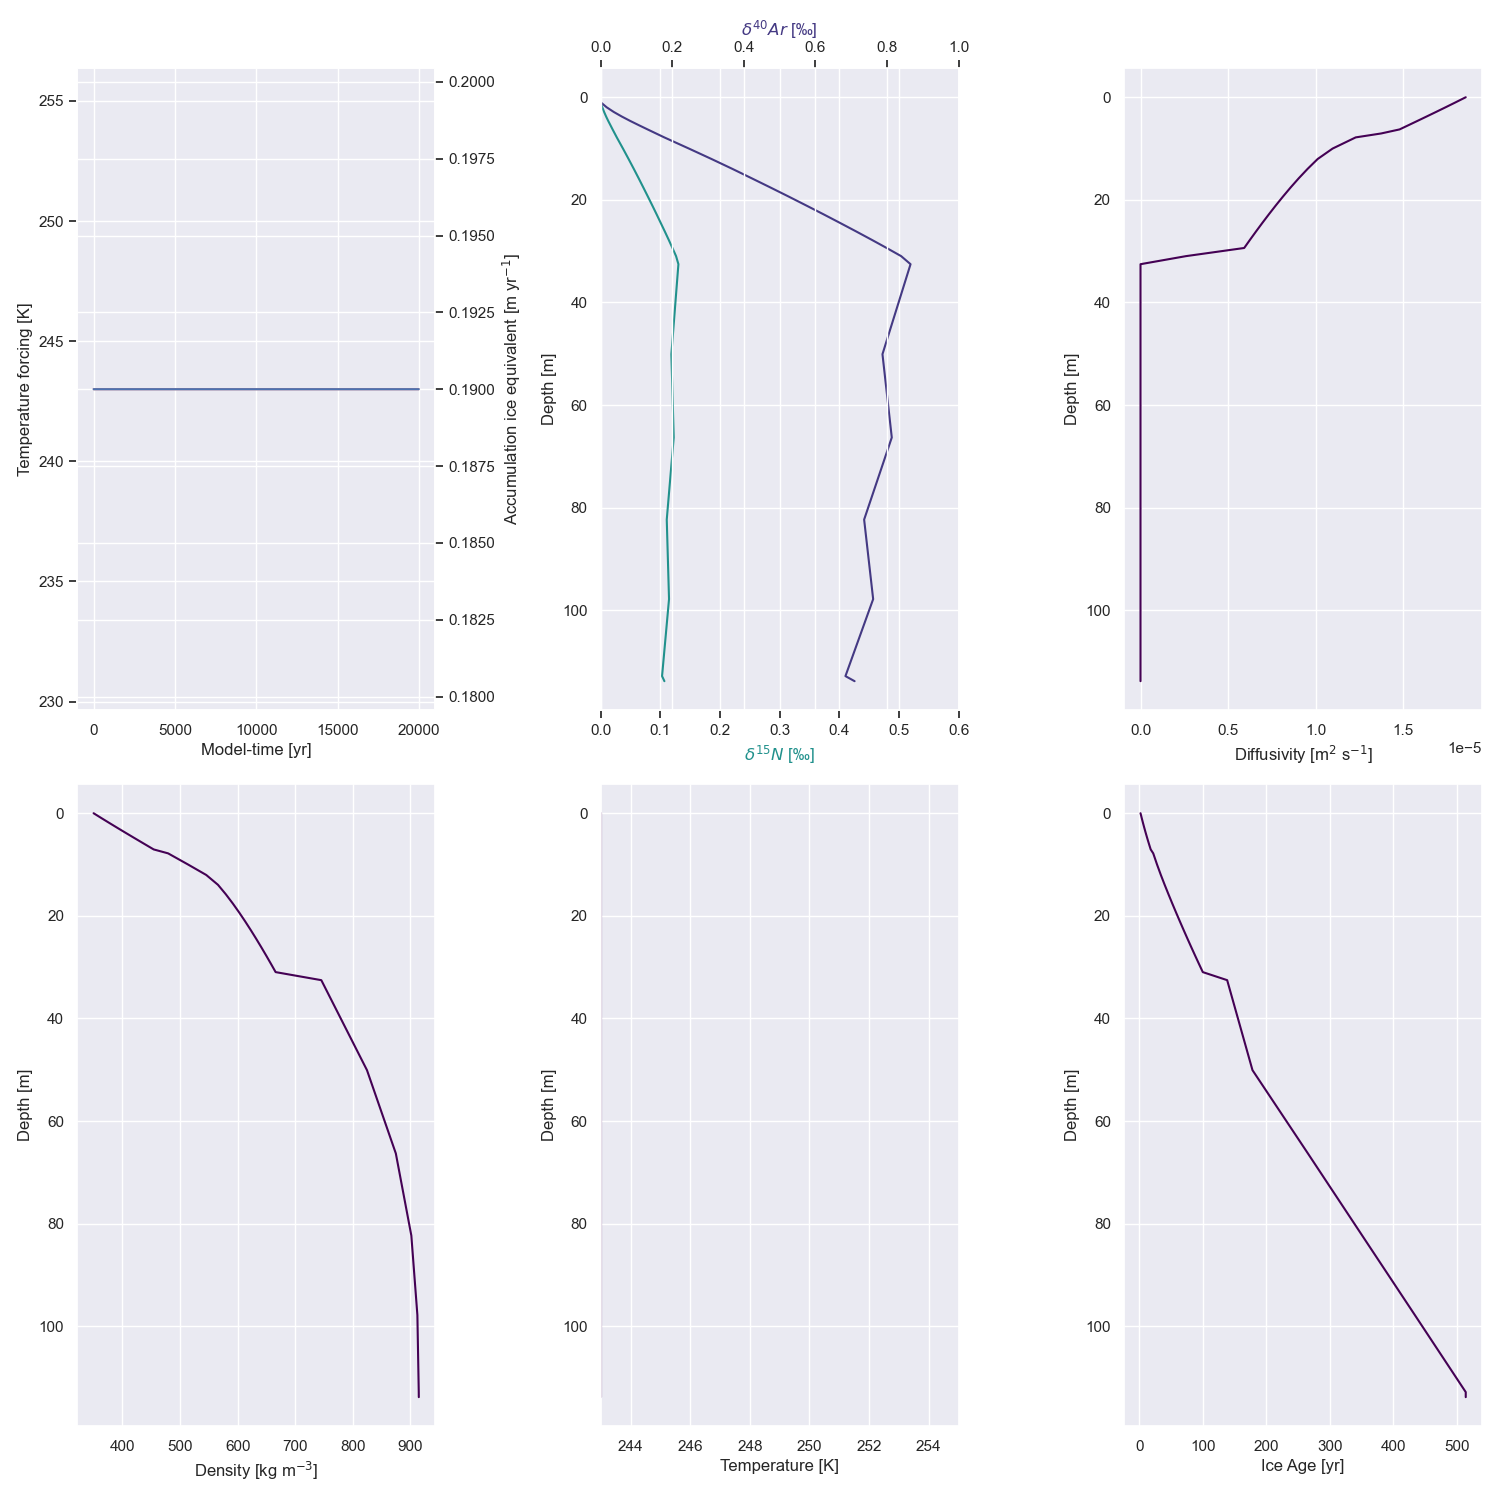 255
250
245
240
235
230
Temperature forcing [K]
0.2000
0.1975
0.1950
0.1925
0.1900
0.1875
0.1850
0.1825
0.1800
Accumulation ice equivalent [m yr⁻¹]
0 5000 10000 15000 20000
Model-time [yr]
δ⁴⁰Ar [‰]
0.0 0.2 0.4 0.6 0.8 1.0
0
20
40
60
80
100
Depth [m]
0.0 0.1 0.2 0.3 0.4 0.5 0.6
δ¹⁵N [‰]
0
20
40
60
80
100
Depth [m]
0.0 0.5 1.0 1.5
1e−5
Diffusivity [m² s⁻¹]
0
20
40
60
80
100
Depth [m]
400 500 600 700 800 900
Density [kg m⁻³]
0
20
40
60
80
100
Depth [m]
244 246 248 250 252 254
Temperature [K]
0
20
40
60
80
100
Depth [m]
0 100 200 300 400 500
Ice Age [yr]